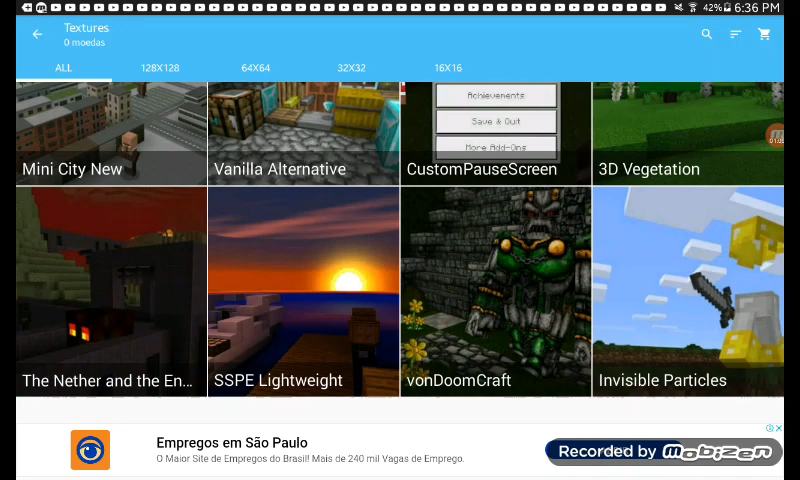 42% 6:36 PM
Textures
0 moedas
ALL
128X128
64X64
32X32
16X16
Achievements
Save & Quit
More Add-Ons
Mini City New
Vanilla Alternative
CustomPauseScreen
3D Vegetation
The Nether and the En...
SSPE Lightweight
vonDoomCraft
Invisible Particles
Empregos em São Paulo
O Maior Site de Empregos do Brasil! Mais de 240 mil Vagas de Emprego.
Recorded by mobizen